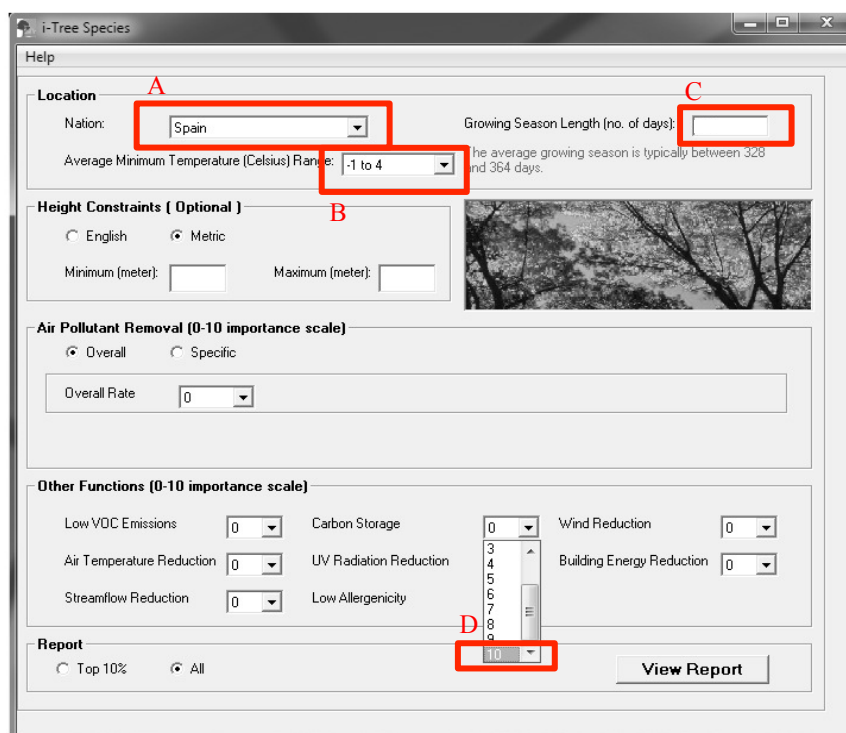 i-Tree Species
Help
A
C
Location
Nation: Spain Growing Season Length (no. of days):
Average Minimum Temperature (Celsius) Range: -1 to 4 The average growing season is typically between 328
and 364 days.
B
Height Constraints ( Optional )
English Metric
Minimum (meter): Maximum (meter):
Air Pollutant Removal (0-10 importance scale)
Overall Specific
Overall Rate 0
Other Functions (0-10 importance scale)
Low VOC Emissions 0 Carbon Storage 0 Wind Reduction 0
3
Air Temperature Reduction 0 UV Radiation Reduction 4 Building Energy Reduction 0
5
6
Streamflow Reduction 0 Low Allergenicity 7
D 8
9
Report 10
Top 10% All View Report